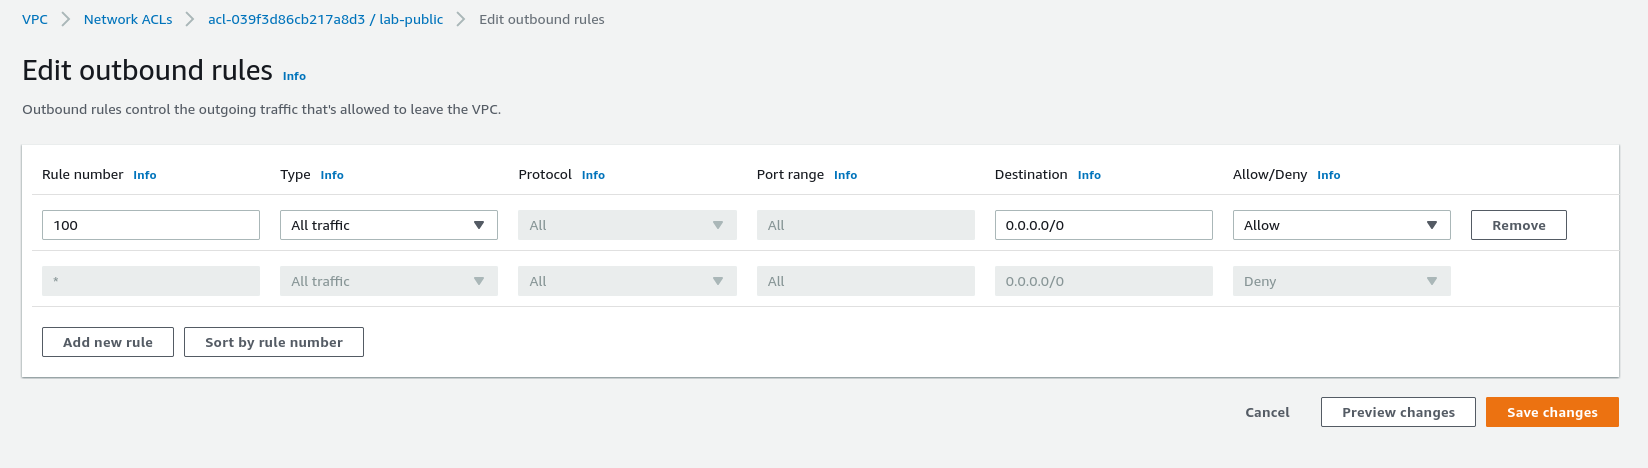 VPC Network ACLs acl-039f3d86cb217a8d3 / lab-public Edit outbound rules
Edit outbound rules Info
Outbound rules control the outgoing traffic that's allowed to leave the VPC.
Rule number Info Type Info Protocol Info Port range Info Destination Info Allow/Deny Info
100 All traffic All All 0.0.0.0/0 Allow Remove
* All traffic All All 0.0.0.0/0 Deny
Add new rule Sort by rule number
Cancel Preview changes Save changes